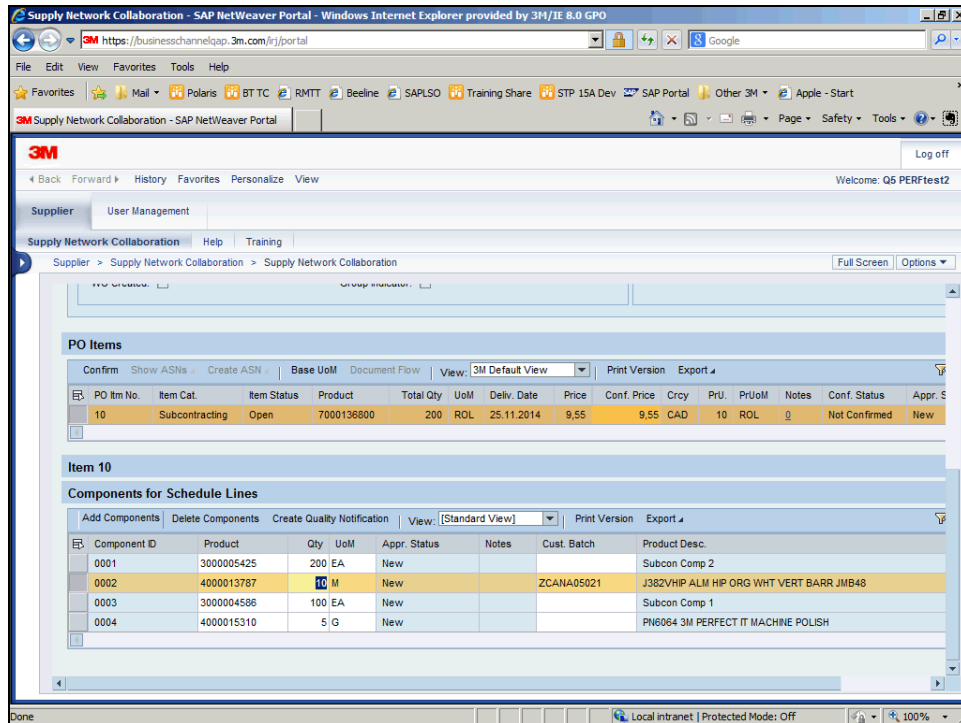 Supply Network Collaboration - SAP NetWeaver Portal - Windows Internet Explorer provided by 3M/IE 8.0 GPO
3M https://businesschannelqap.3m.com/irj/portal
Google
File Edit View Favorites Tools Help
Favorites Mail Polaris BT TC RMTT Beeline SAPLSO Training Share STP 15A Dev SAP Portal Other 3M Apple - Start
3M Supply Network Collaboration - SAP NetWeaver Portal
Page Safety Tools
3M
Log off
Back Forward History Favorites Personalize View
Welcome: Q5 PERFtest2
Supplier User Management
Supply Network Collaboration Help Training
Supplier > Supply Network Collaboration > Supply Network Collaboration
Full Screen Options
WO Created: Group Indicator:
PO Items
Confirm Show ASNs Create ASN Base UoM Document Flow View: 3M Default View Print Version Export
PO Itm No. Item Cat. Item Status Product Total Qty UoM Deliv. Date Price Conf. Price Crcy PrU. PrUoM Notes Conf. Status Appr. S
10 Subcontracting Open 7000136800 200 ROL 25.11.2014 9,55 9,55 CAD 10 ROL 0 Not Confirmed New
Item 10
Components for Schedule Lines
Add Components Delete Components Create Quality Notification View: [Standard View] Print Version Export
Component ID Product Qty UoM Appr. Status Notes Cust. Batch Product Desc.
0001 3000005425 200 EA New Subcon Comp 2
0002 4000013787 10 M New ZCANA05021 J382VHIP ALM HIP ORG WHT VERT BARR JMB48
0003 3000004586 100 EA New Subcon Comp 1
0004 4000015310 5 G New PN6064 3M PERFECT IT MACHINE POLISH
Done
Local intranet | Protected Mode: Off
100%